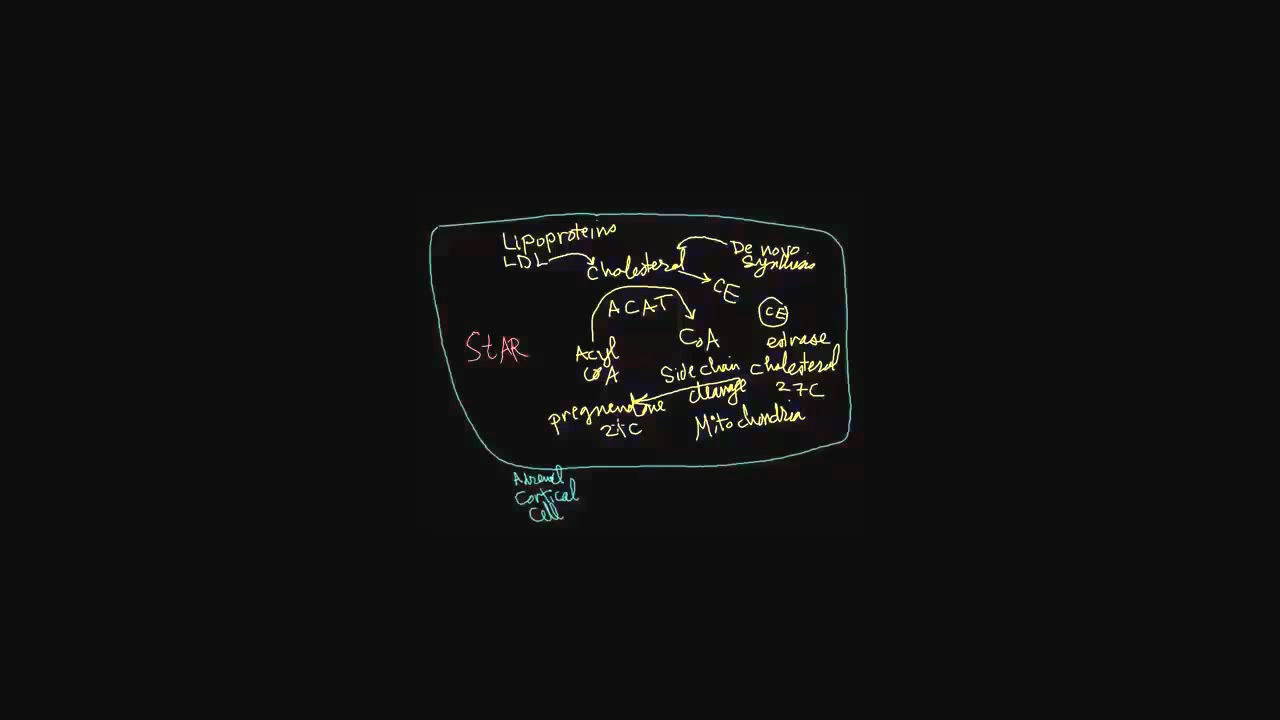 Lipoproteins
LDL
Cholesterol
De novo
Synthesis
CE
ACAT
CE
StAR
Acyl
CoA
CoA
Side chain
cleavage
estrase
Cholesterol
27C
pregnenolone
21C
Mitochondria
Adrenal
Cortical
Cell